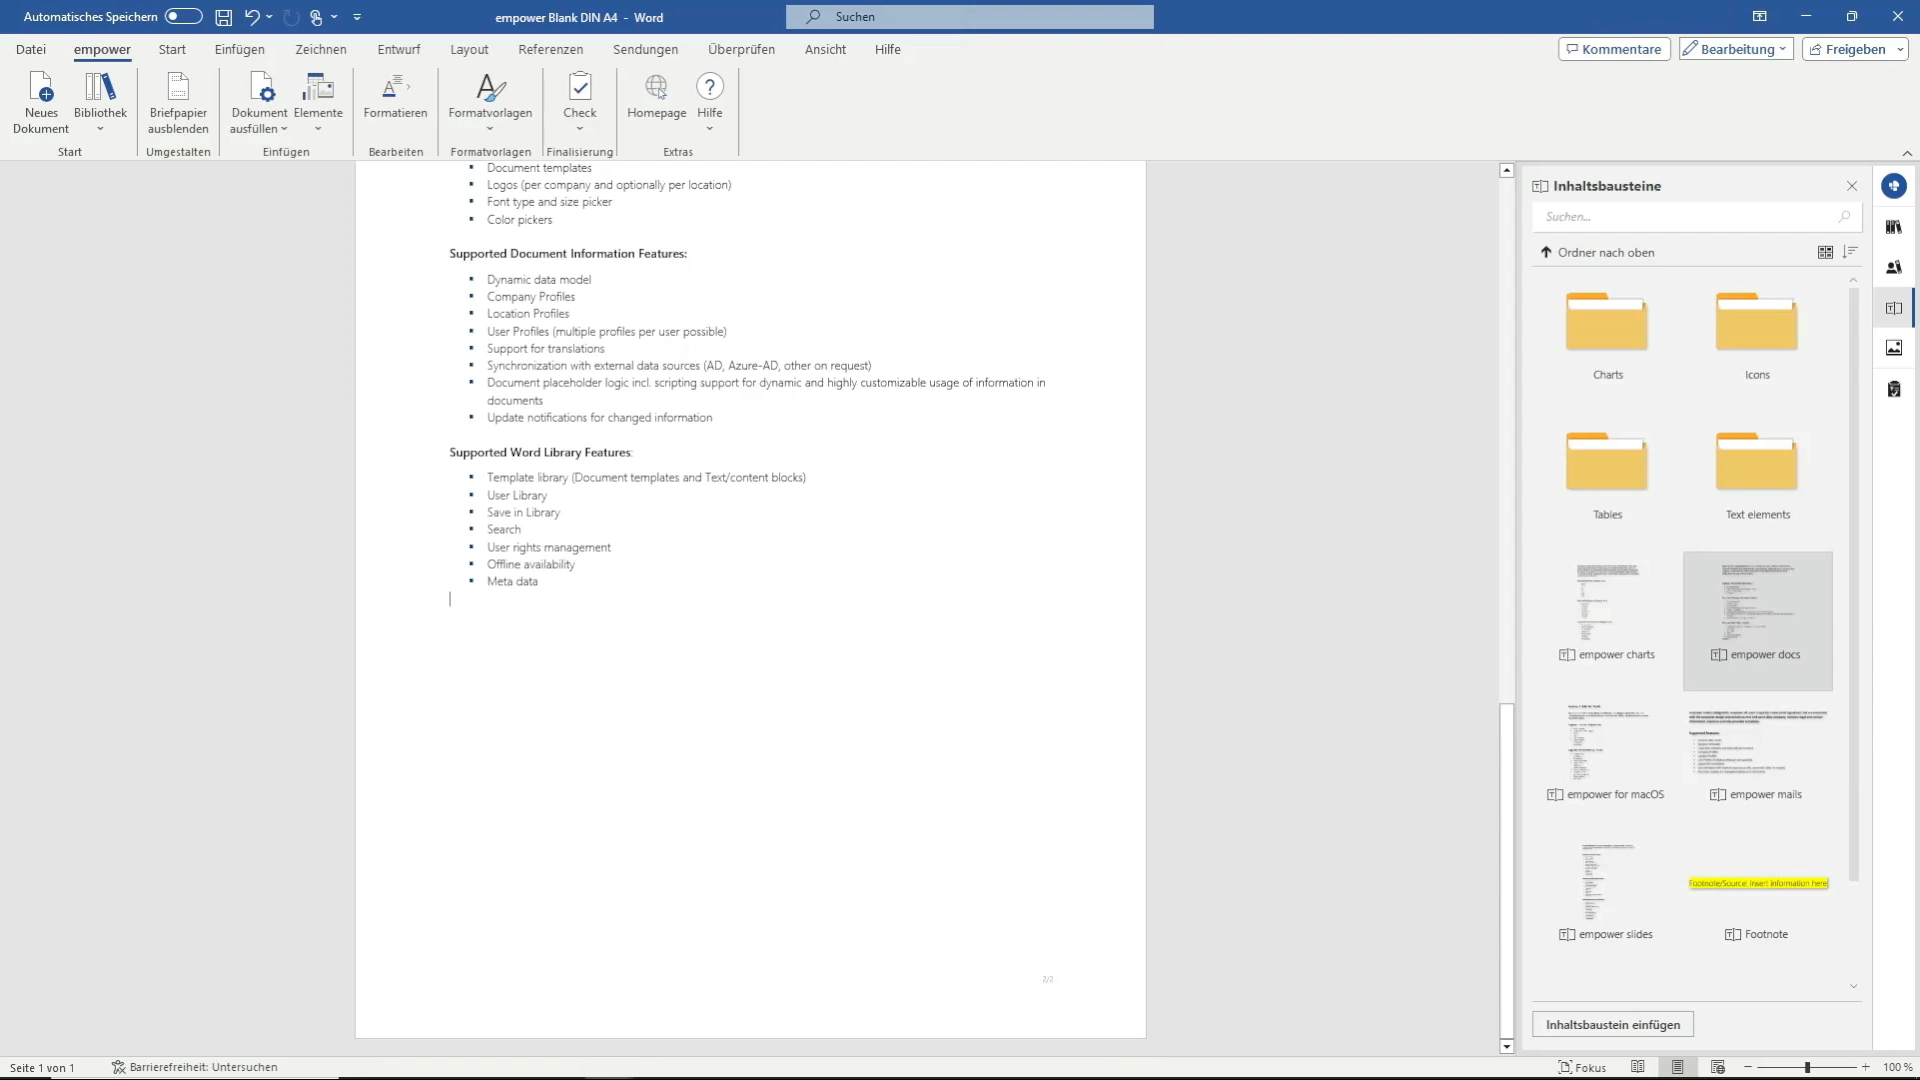 Automatisches Speichern
empower Blank DIN A4 - Word
Suchen
Datei
empower
Start
Einfügen
Zeichnen
Entwurf
Layout
Referenzen
Sendungen
Überprüfen
Ansicht
Hilfe
Kommentare
Bearbeitung
Freigeben
Neues
Dokument
Bibliothek
Briefpapier
ausblenden
Dokument
ausfüllen
Elemente
Formatieren
Formatvorlagen
Check
Homepage
Hilfe
Start
Umgestalten
Einfügen
Bearbeiten
Formatvorlagen
Finalisierung
Extras
Document templates
Logos (per company and optionally per location)
Font type and size picker
Color pickers
Supported Document Information Features:
Dynamic data model
Company Profiles
Location Profiles
User Profiles (multiple profiles per user possible)
Support for translations
Synchronization with external data sources (AD, Azure-AD, other on request)
Document placeholder logic incl. scripting support for dynamic and highly customizable usage of information in
documents
Update notifications for changed information
Supported Word Library Features:
Template library (Document templates and Text/content blocks)
User Library
Save in Library
Search
User rights management
Offline availability
Meta data
2/2
Inhaltsbausteine
Suchen...
Ordner nach oben
Charts
Icons
Tables
Text elements
empower charts
empower docs
empower for macOS
empower mails
Footnote/Source: Insert information here
empower slides
Footnote
Inhaltsbaustein einfügen
Seite 1 von 1
Barrierefreiheit: Untersuchen
Fokus
100 %